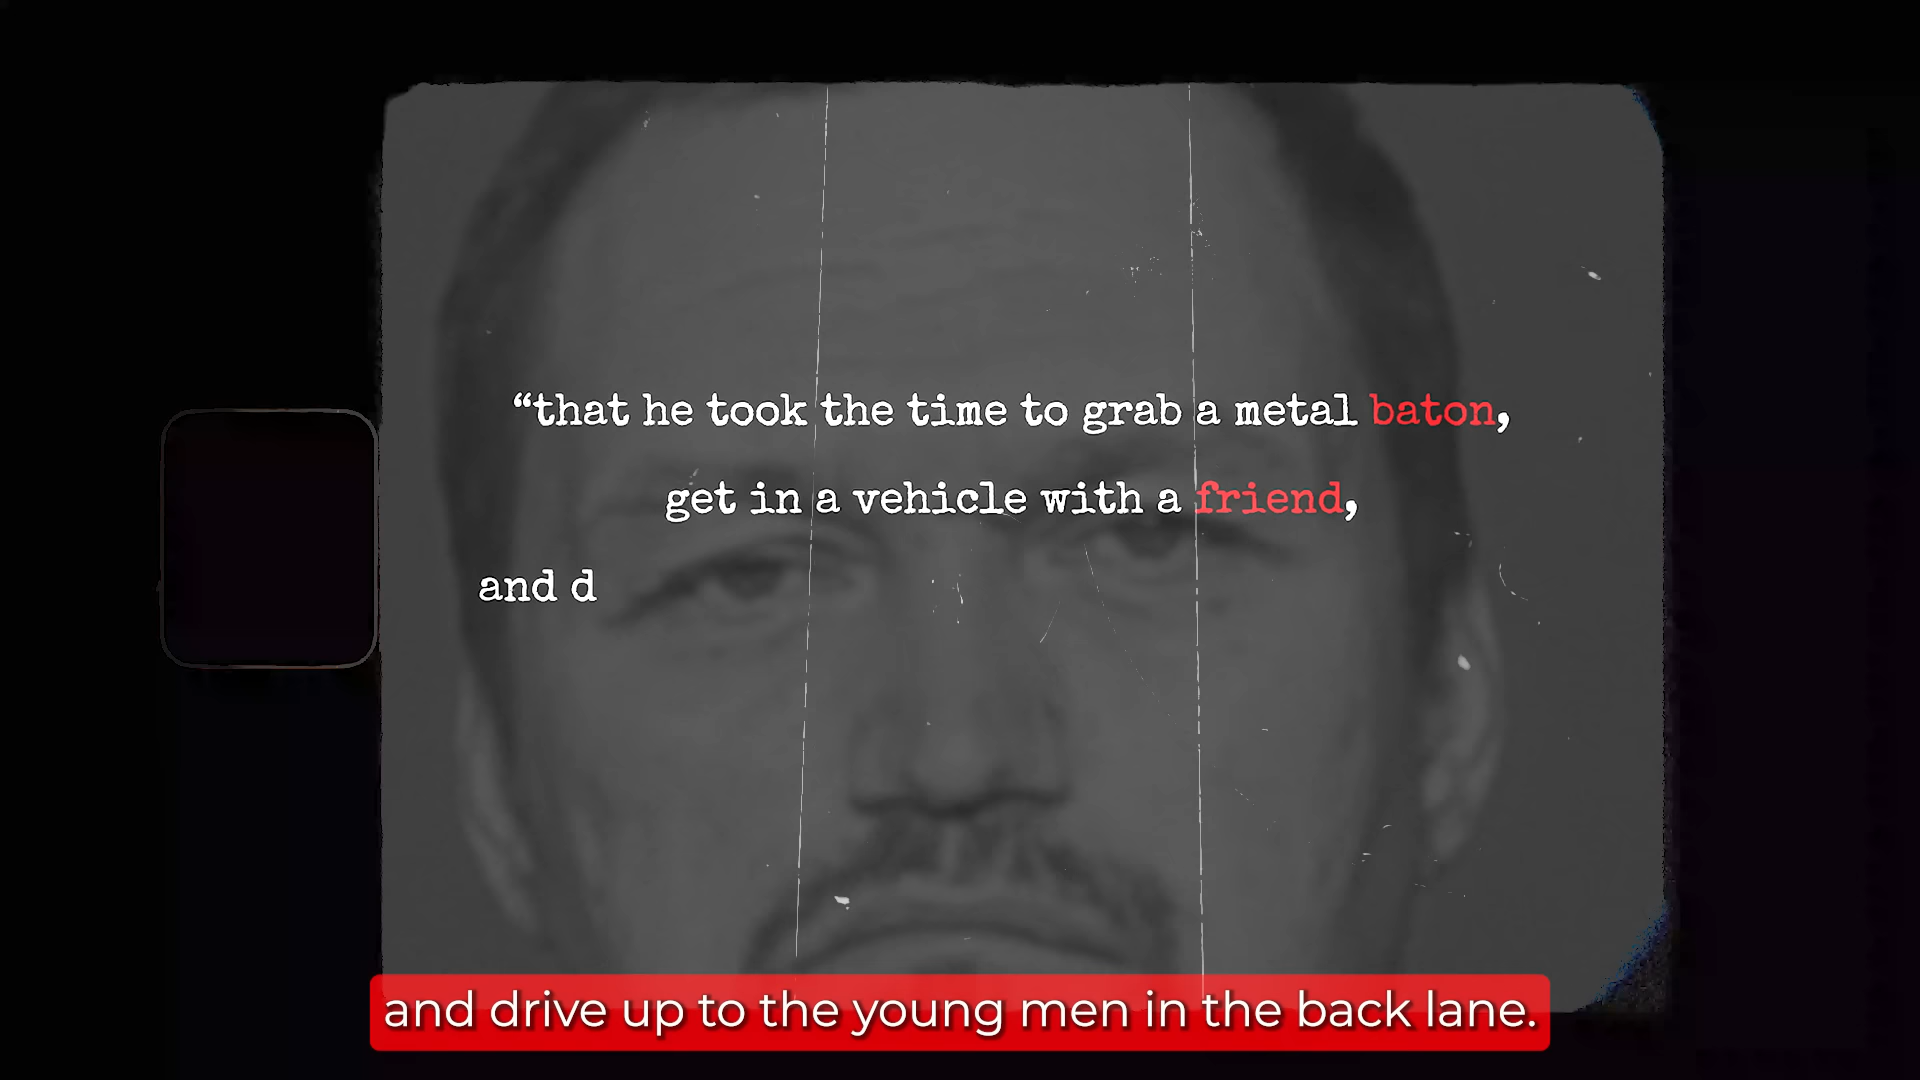 “that he took the time to grab a metal baton,
get in a vehicle with a friend,
and d
and drive up to the young men in the back lane.